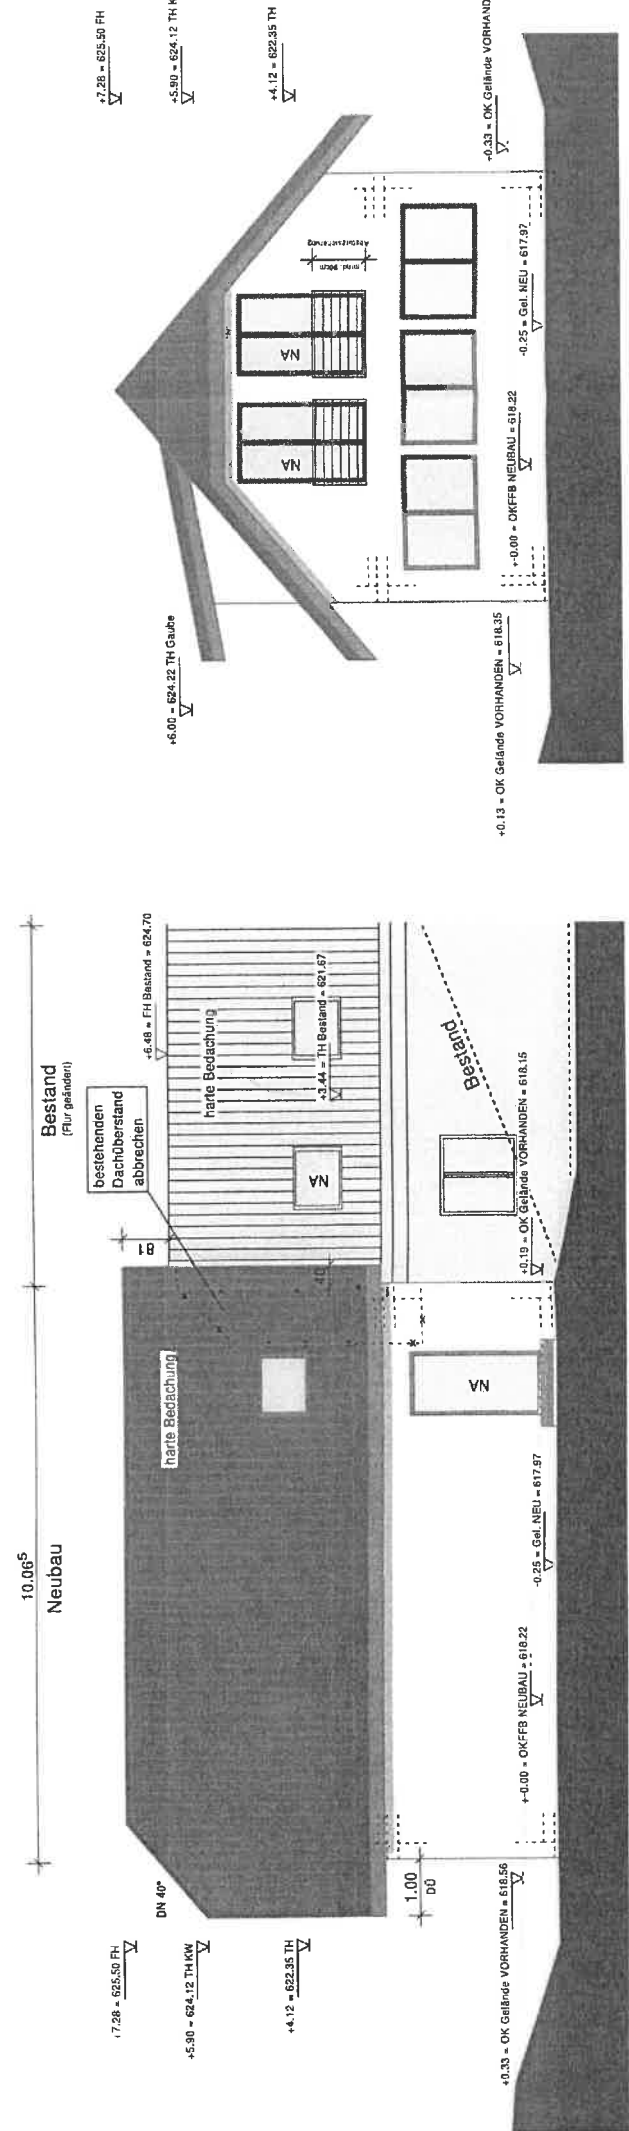 10.06⁵
Neubau
Bestand
(Flur geändert)
bestehenden
Dachüberstand
abbrechen
81
harte Bedachung
harte Bedachung
+6.48 = FH Bestand = 624.70
+3.44 = TH Bestand = 621.67
NA
40
DN 40°
+7.28 = 625.50 FH
+5.90 = 624.12 TH KW
+4.12 = 622.35 TH
1.00
DÜ
NA
Bestand
+0.33 = OK Gelände VORHANDEN = 618.56
+-0.00 = OKFFB NEUBAU = 618.22
-0.25 = Gel. NEU = 617.97
+0.19 = OK Gelände VORHANDEN = 618.15
+6.00 = 624.22 TH Gaube
+7.28 = 625.50 FH
+5.90 = 624.12 TH
+4.12 = 622.35 TH
NA
NA
mind. 90cm
Absturzsicherung
+0.13 = OK Gelände VORHANDEN = 618.35
+-0.00 = OKFFB NEUBAU = 618.22
-0.25 = Gel. NEU = 617.97
+0.33 = OK Gelände VORHAND